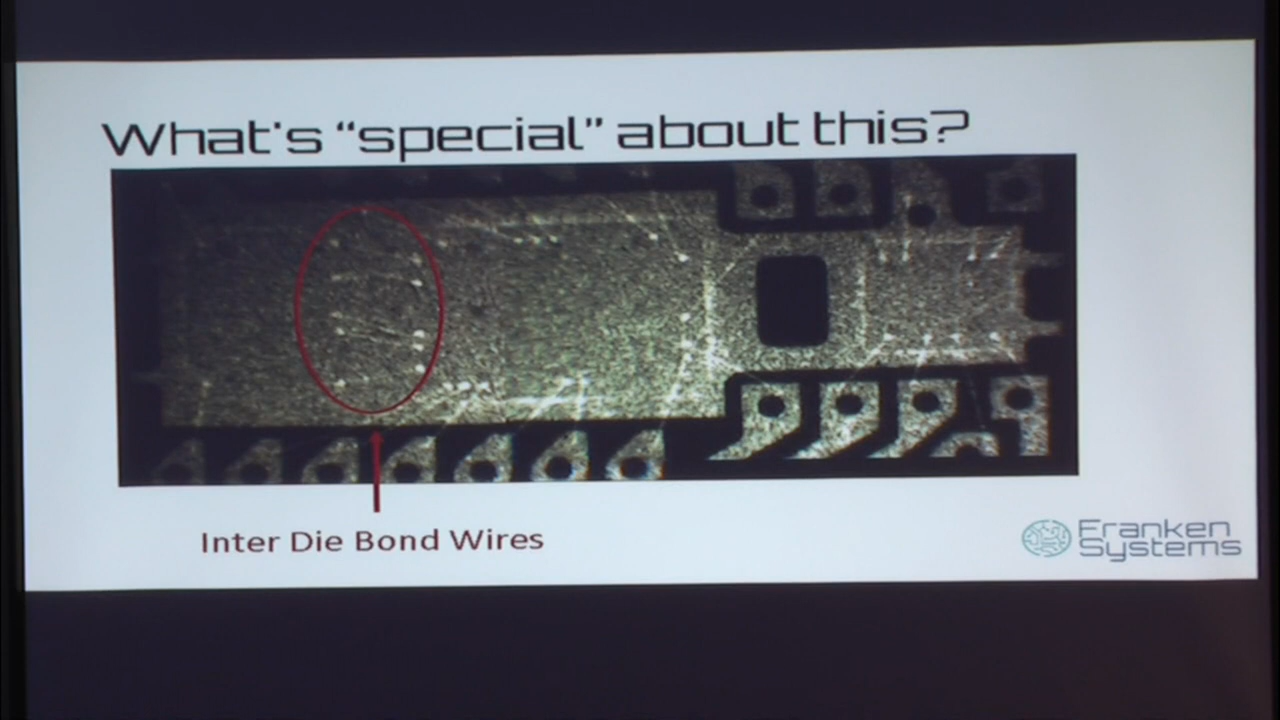 What's “special” about this?
Inter Die Bond Wires
Franken
Systems